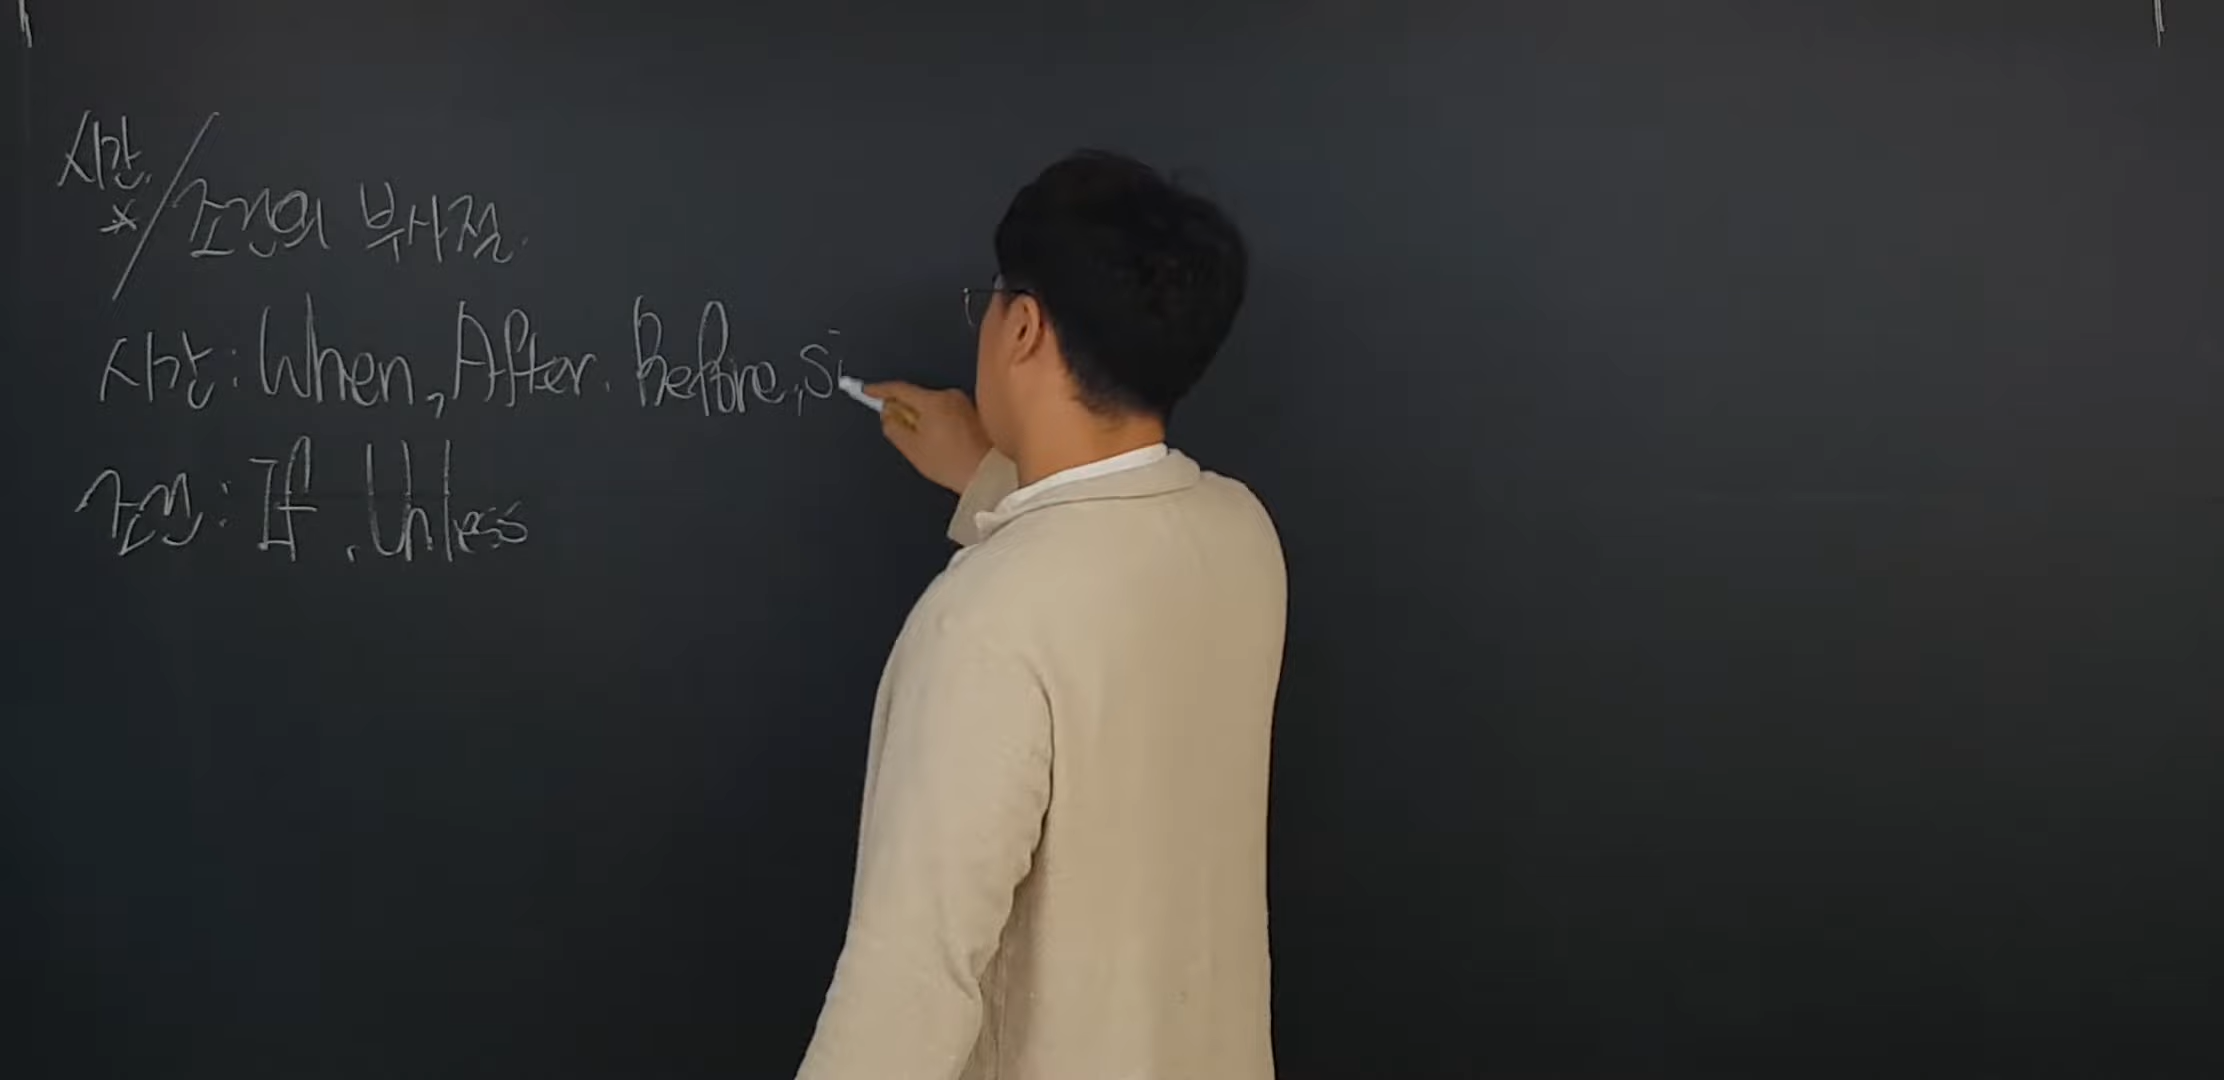 시간
* / 조건의 부사절.
시간: When, After. Before, Si
조건: If, Unless